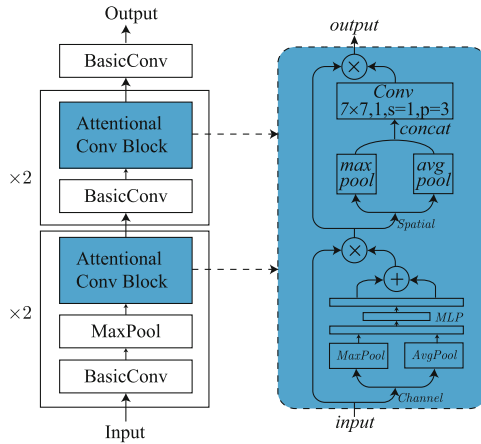 Output
BasicConv
Attentional
Conv Block
×2
BasicConv
Attentional
Conv Block
×2
MaxPool
BasicConv
Input
output
×
Conv
7×7,1,s=1,p=3
concat
max
pool
avg
pool
Spatial
×
+
MLP
MaxPool
AvgPool
Channel
input